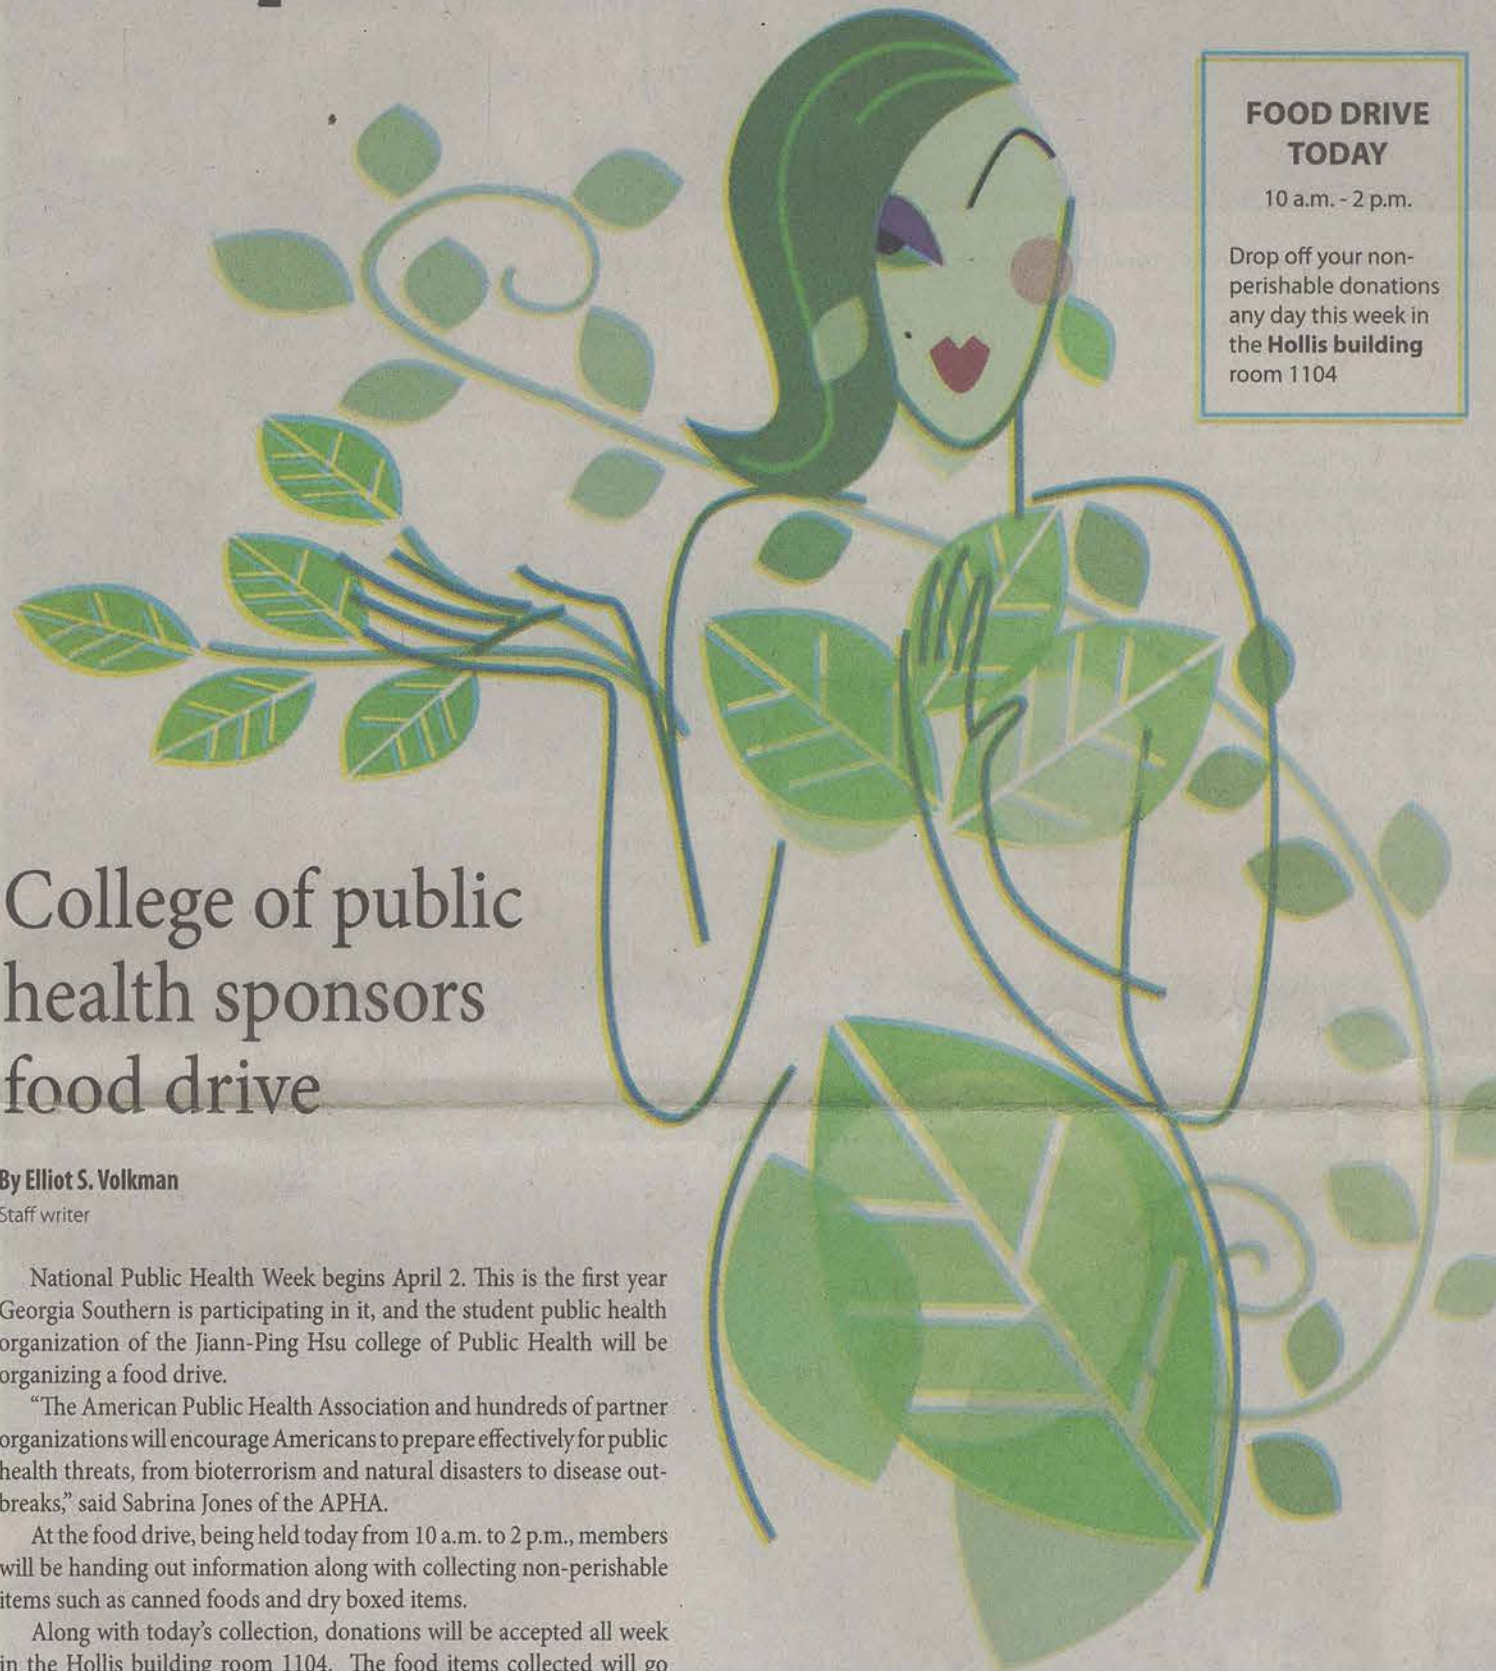 FOOD DRIVE
TODAY
10 a.m. - 2 p.m.
Drop off your non-
perishable donations
any day this week in
the Hollis building
room 1104
College of public
health sponsors
food drive
By Elliot S. Volkman
Staff writer
National Public Health Week begins April 2. This is the first year
Georgia Southern is participating in it, and the student public health
organization of the Jiann-Ping Hsu college of Public Health will be
organizing a food drive.
“The American Public Health Association and hundreds of partner
organizations will encourage Americans to prepare effectively for public
health threats, from bioterrorism and natural disasters to disease out-
breaks,” said Sabrina Jones of the APHA.
At the food drive, being held today from 10 a.m. to 2 p.m., members
will be handing out information along with collecting non-perishable
items such as canned foods and dry boxed items.
Along with today’s collection, donations will be accepted all week
in the Hollis building room 1104. The food items collected will go